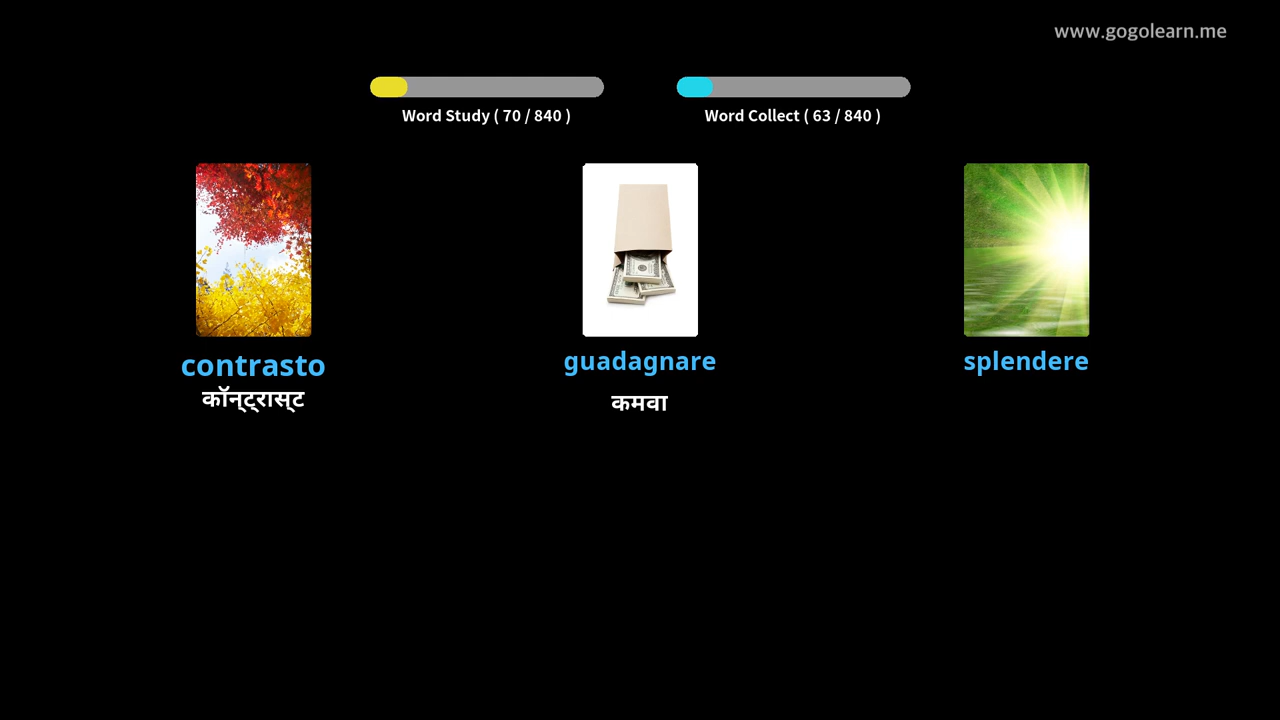 www.gogolearn.me
Word Study ( 70 / 840 )
Word Collect ( 63 / 840 )
contrasto
guadagnare
splendere
कॉन्ट्रास्ट
कमवा